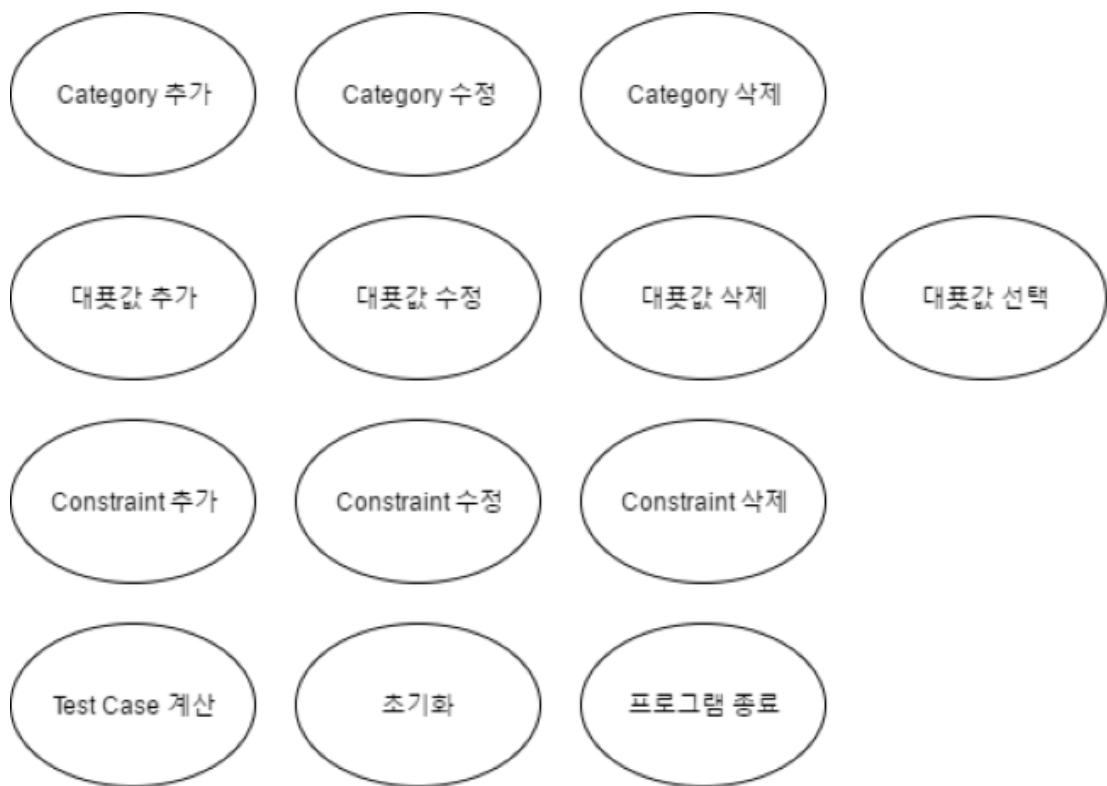 Category 추가
Category 수정
Category 삭제
대푯값 추가
대푯값 수정
대푯값 삭제
대푯값 선택
Constraint 추가
Constraint 수정
Constraint 삭제
Test Case 계산
초기화
프로그램 종료